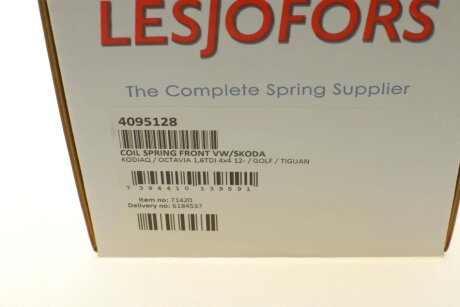 LESJOFORS
The Complete Spring Supplier
4095128
COIL SPRING FRONT VW/SKODA
KODIAQ / OCTAVIA 1,6TDI 4x4 12- / GOLF / TIGUAN
7 394410 139591
Item no: 71420
Delivery no: 6184537